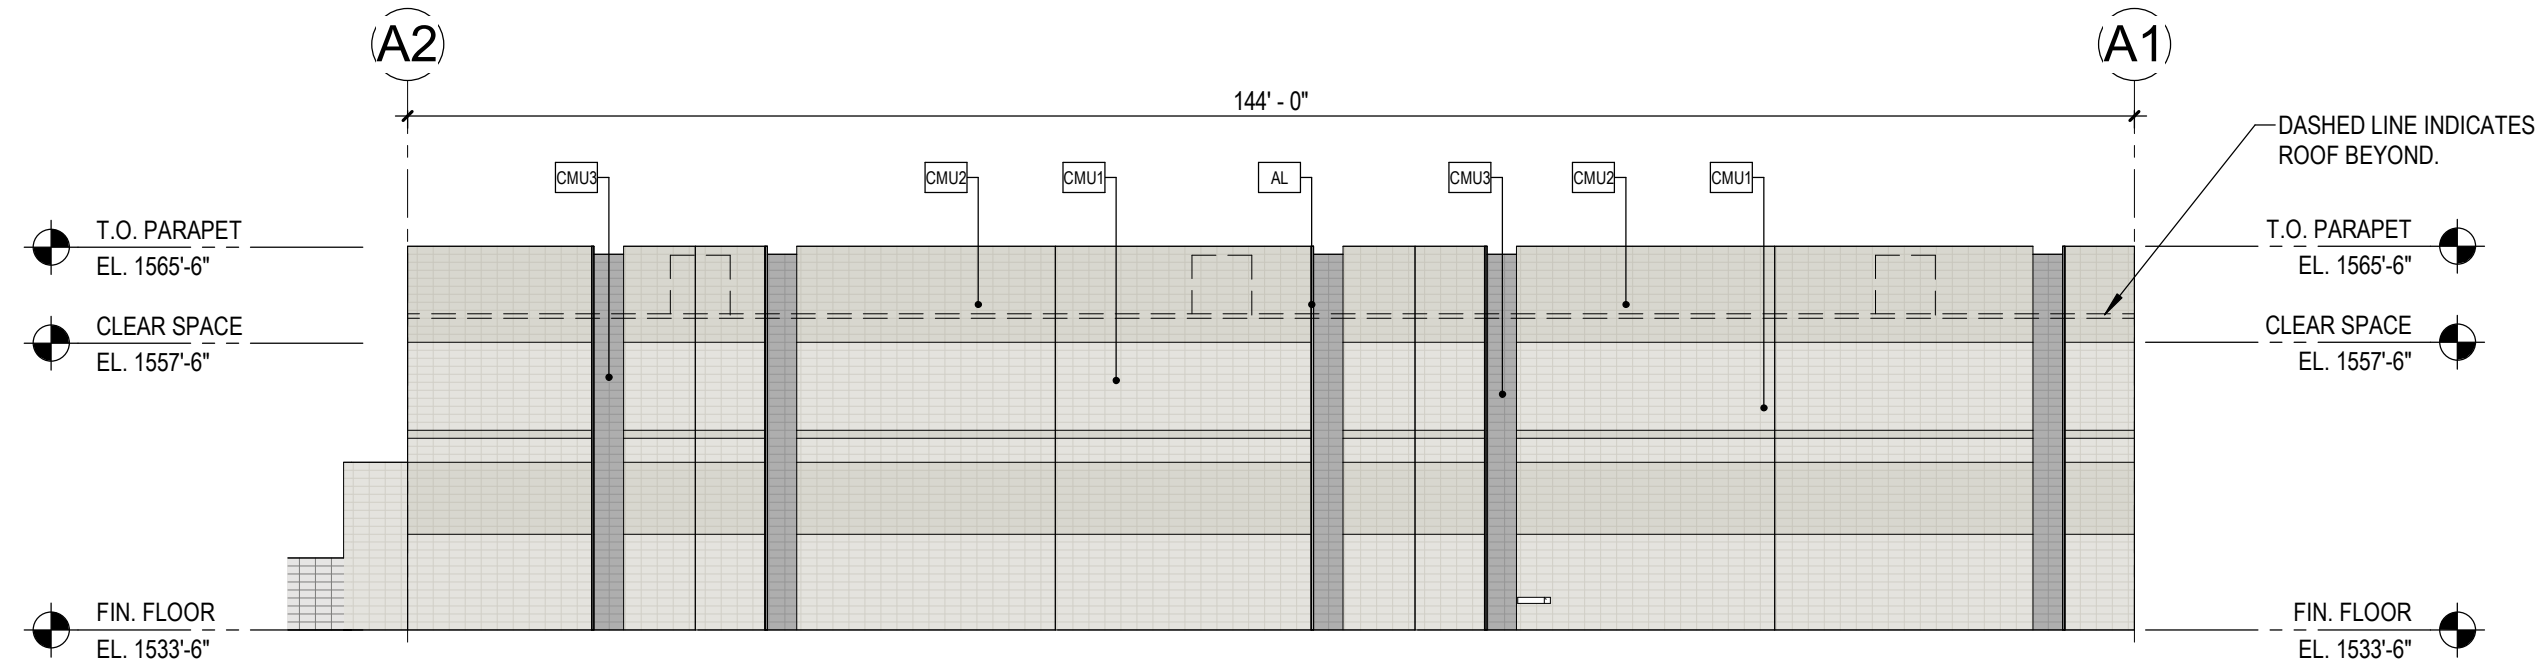 A2
A1
144' - 0"
DASHED LINE INDICATES
ROOF BEYOND.
CMU3
CMU2
CMU1
AL
CMU3
CMU2
CMU1
T.O. PARAPET
EL. 1565'-6"
T.O. PARAPET
EL. 1565'-6"
CLEAR SPACE
EL. 1557'-6"
CLEAR SPACE
EL. 1557'-6"
FIN. FLOOR
EL. 1533'-6"
FIN. FLOOR
EL. 1533'-6"